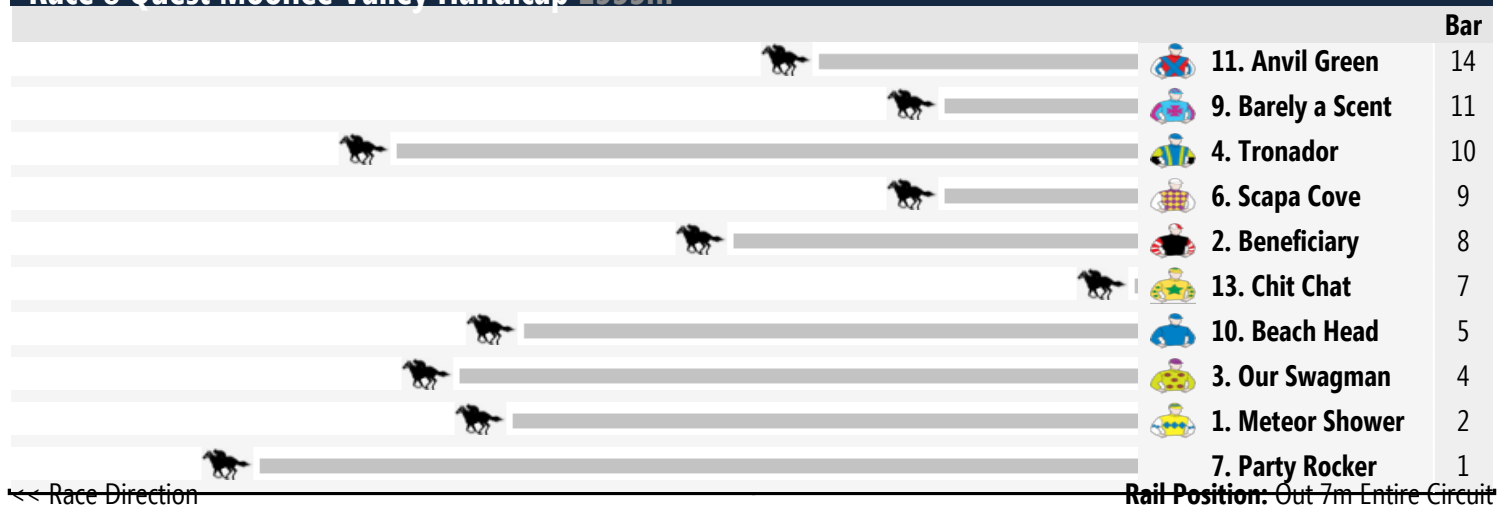 Bar
11. Anvil Green 14
9. Barely a Scent 11
4. Tronador 10
6. Scapa Cove 9
2. Beneficiary 8
13. Chit Chat 7
10. Beach Head 5
3. Our Swagman 4
1. Meteor Shower 2
7. Party Rocker 1
<< Race Direction Rail Position: Out 7m Entire Circuit